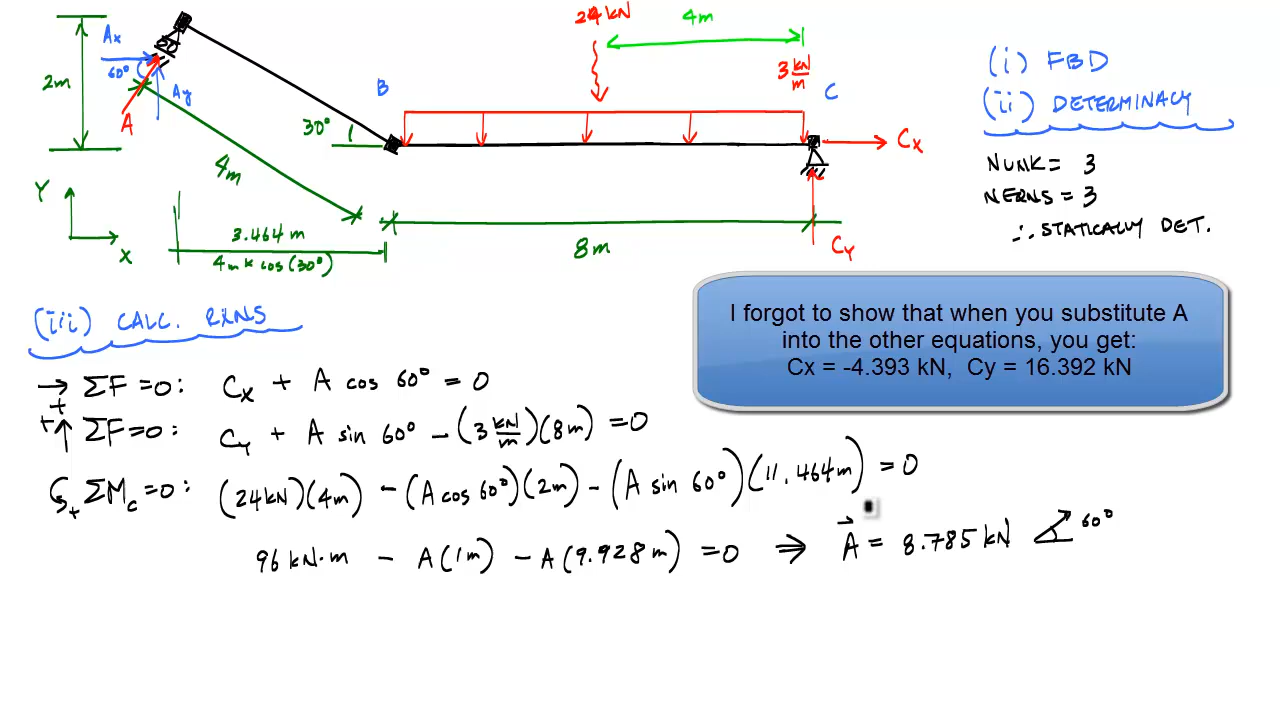 24 kN
4m
Ax
60°
2m
Ay
A
B
3 kN/m
C
30°
Cx
4m
Y
X
3.464 m
4m * cos(30°)
8m
Cy
(i) FBD
(ii) DETERMINACY
NUNK = 3
NEQNS = 3
∴ STATICALLY DET.
I forgot to show that when you substitute A
into the other equations, you get:
Cx = -4.393 kN, Cy = 16.392 kN
(iii) CALC. RXNS
→+ ΣF = 0: Cx + A cos 60° = 0
+↑ ΣF = 0: Cy + A sin 60° - (3 kN/m)(8m) = 0
↺+ ΣMc = 0: (24kN)(4m) - (A cos 60°)(2m) - (A sin 60°)(11.464m) = 0
96 kN·m - A(1m) - A(9.928m) = 0 ⇒ A = 8.785 kN ∠ 60°